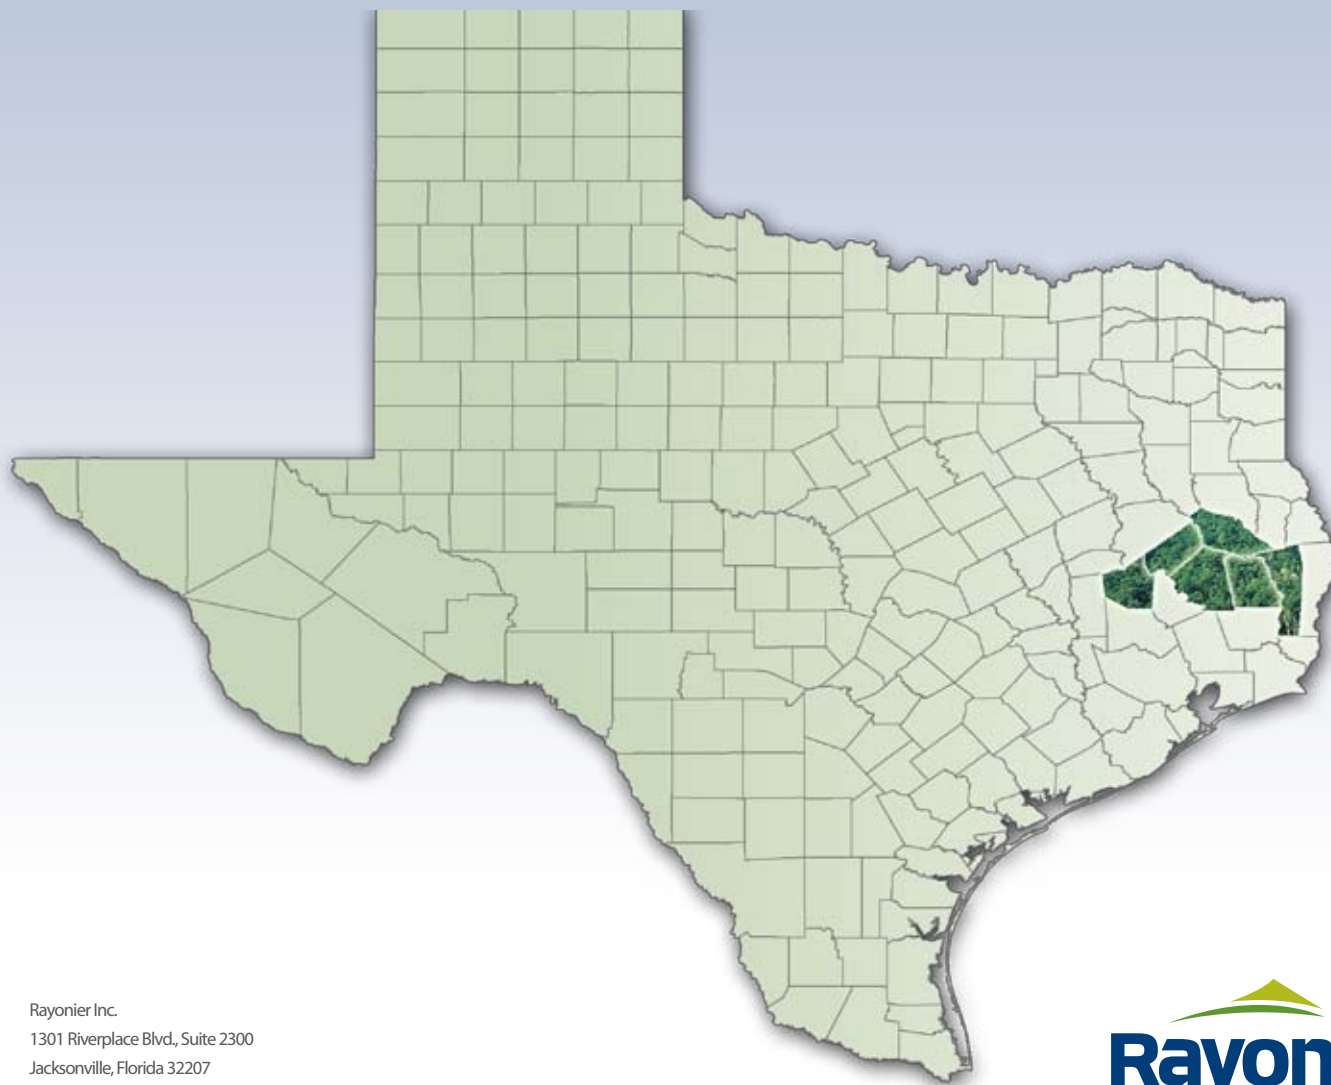 Rayonier Inc.
1301 Riverplace Blvd., Suite 2300
Jacksonville, Florida 32207
Rayon